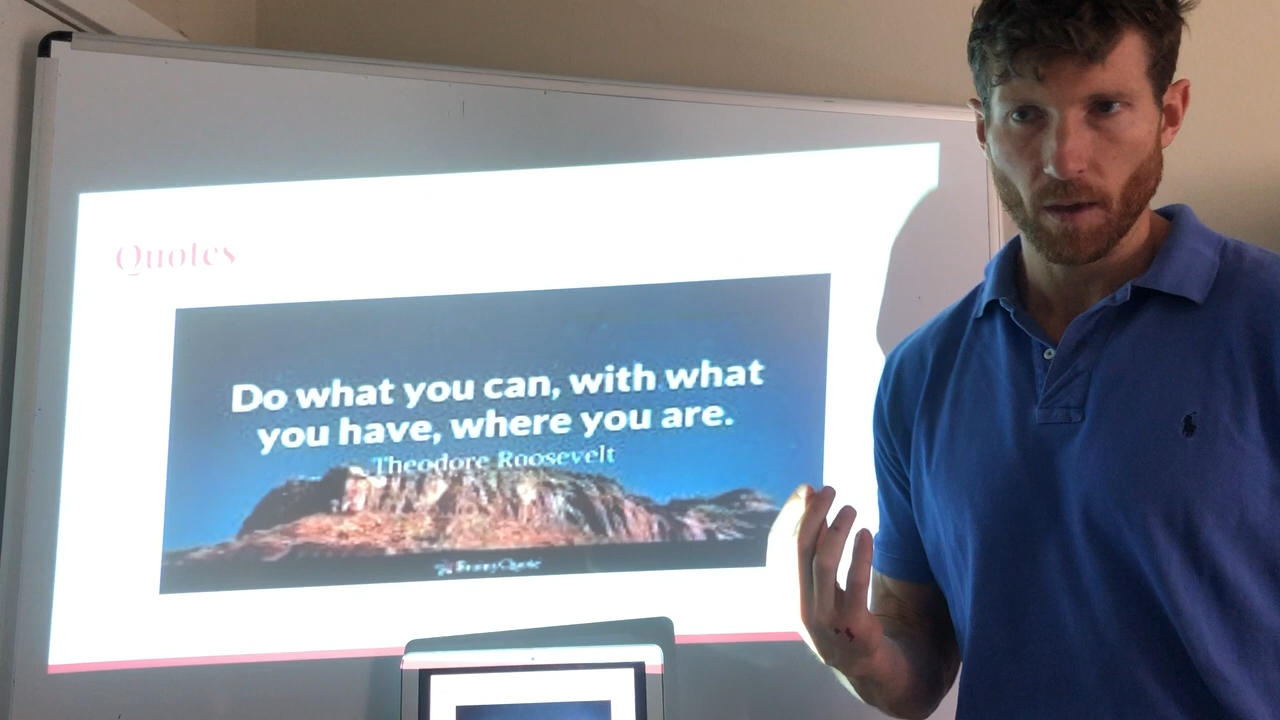 Quotes
Do what you can, with what
you have, where you are.
Theodore Roosevelt